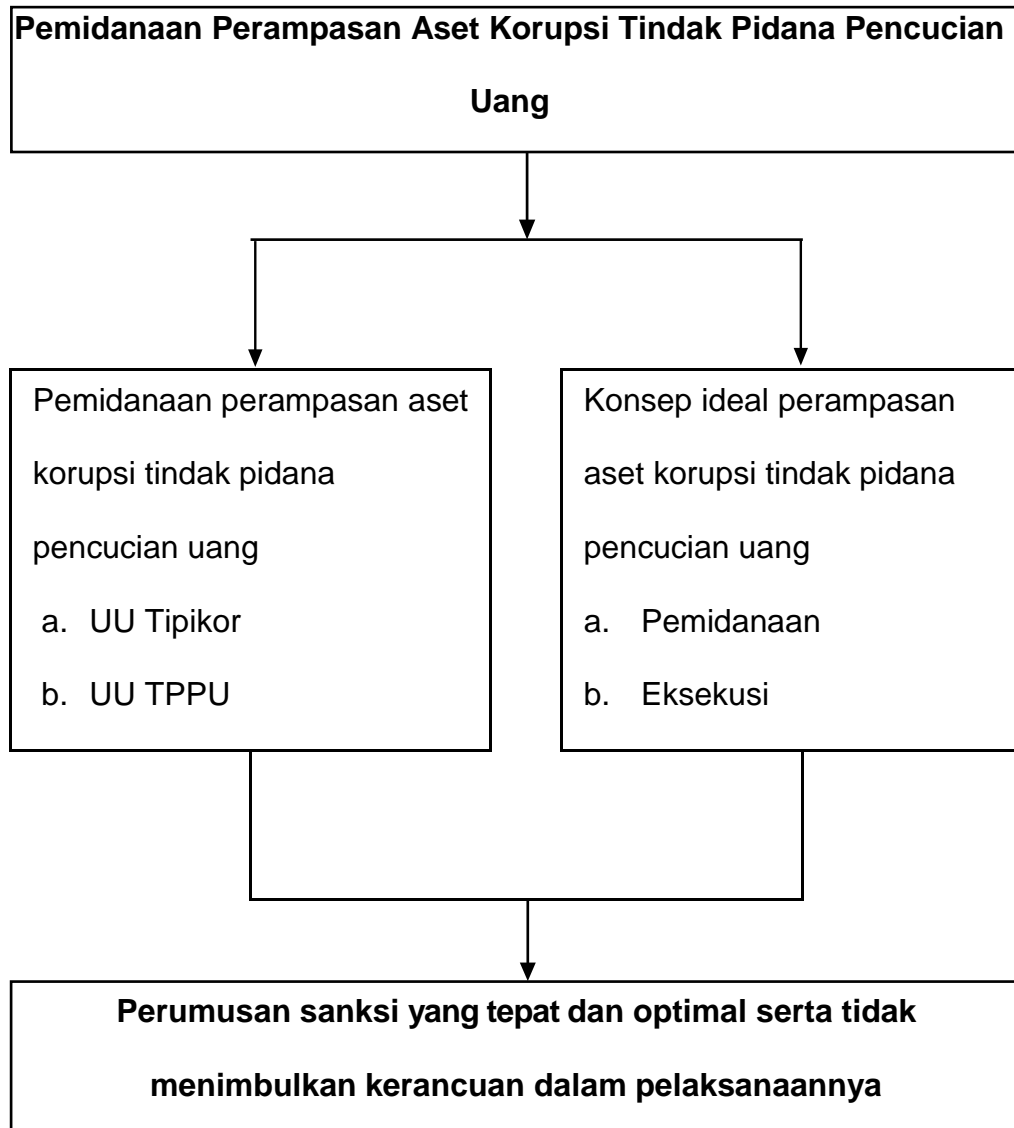 Pemidanaan Perampasan Aset Korupsi Tindak Pidana Pencucian
Uang
Pemidanaan perampasan aset
korupsi tindak pidana
pencucian uang
a. UU Tipikor
b. UU TPPU
Konsep ideal perampasan
aset korupsi tindak pidana
pencucian uang
a. Pemidanaan
b. Eksekusi
Perumusan sanksi yang tepat dan optimal serta tidak
menimbulkan kerancuan dalam pelaksanaannya